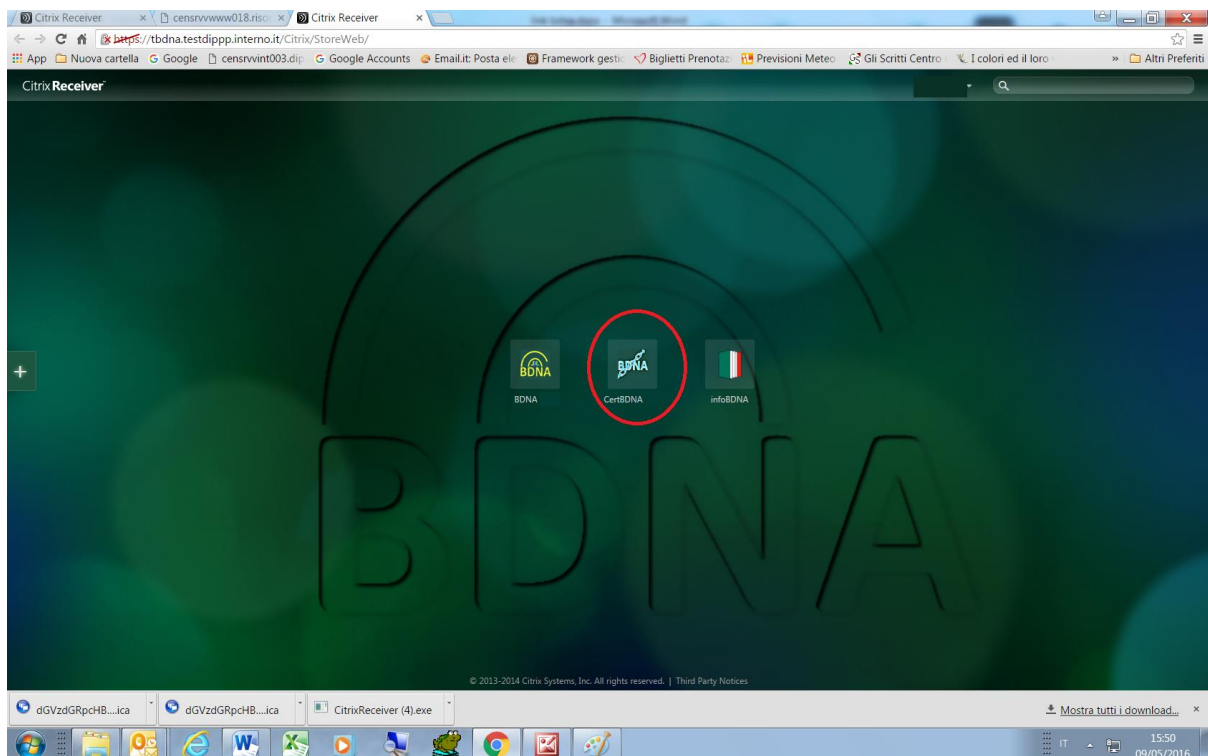 Citrix Receiver
censrvvwww018.riso
Citrix Receiver
https://tbdna.testdippp.interno.it/Citrix/StoreWeb/
App Nuova cartella Google censrvvint003.dip Google Accounts Email.it: Posta ele Framework gestio Biglietti Prenotaz Previsioni Meteo Gli Scritti Centro I colori ed il loro » Altri Preferiti
Citrix Receiver
BDNA BDNA
BDNA CertBDNA infoBDNA
BDNA
© 2013-2014 Citrix Systems, Inc. All rights reserved. | Third Party Notices
dGVzdGRpcHB....ica dGVzdGRpcHB....ica CitrixReceiver (4).exe Mostra tutti i download...
IT 15:50
09/05/2016